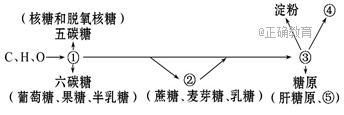 (核糖和脱氧核糖) 淀粉 ④
五碳糖 @正确教育
C、H、O ① ③
六碳糖 ② 糖原
(葡萄糖、果糖、半乳糖) (蔗糖、麦芽糖、乳糖) (肝糖原、⑤)